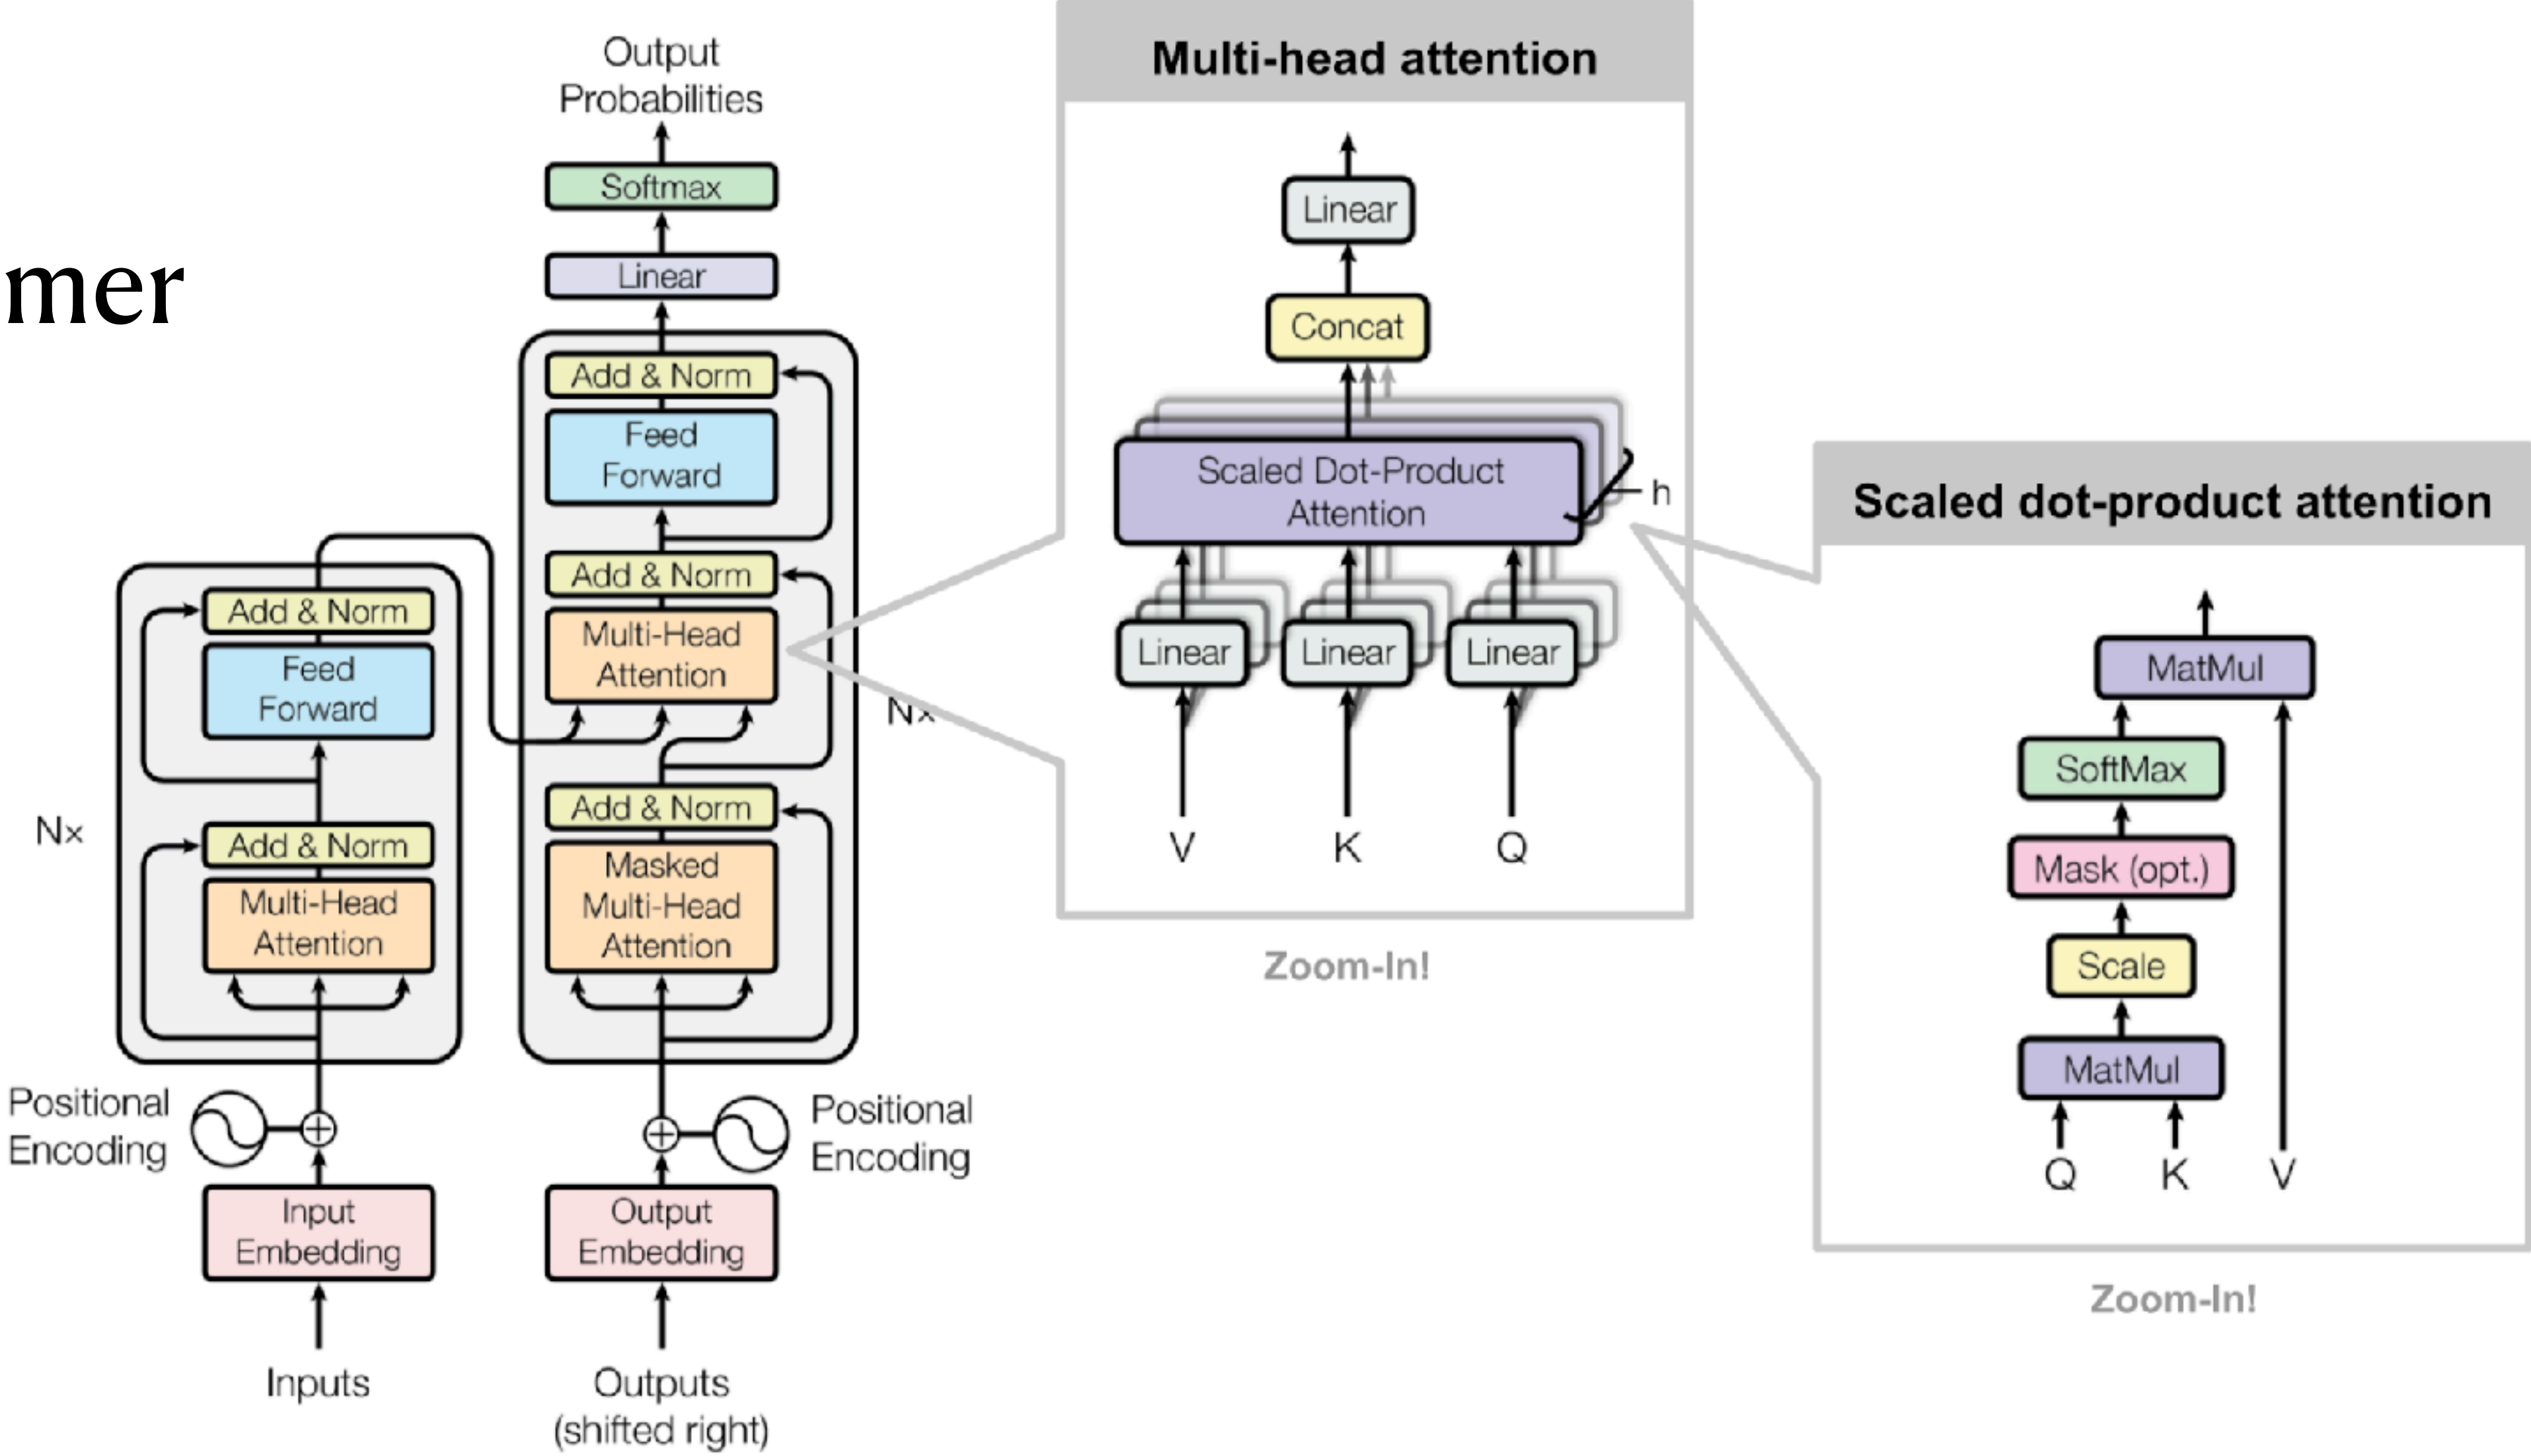 mer
Output
Probabilities
Softmax
Linear
Add & Norm
Feed
Forward
Add & Norm
Multi-Head
Attention
Add & Norm
Masked
Multi-Head
Attention
Nx
Positional
Encoding
Output
Embedding
Outputs
(shifted right)
Add & Norm
Feed
Forward
Add & Norm
Multi-Head
Attention
Nx
Positional
Encoding
Input
Embedding
Inputs
Multi-head attention
Linear
Concat
Scaled Dot-Product
Attention
h
Linear Linear Linear
V K Q
Zoom-In!
Scaled dot-product attention
MatMul
SoftMax
Mask (opt.)
Scale
MatMul
Q K V
Zoom-In!